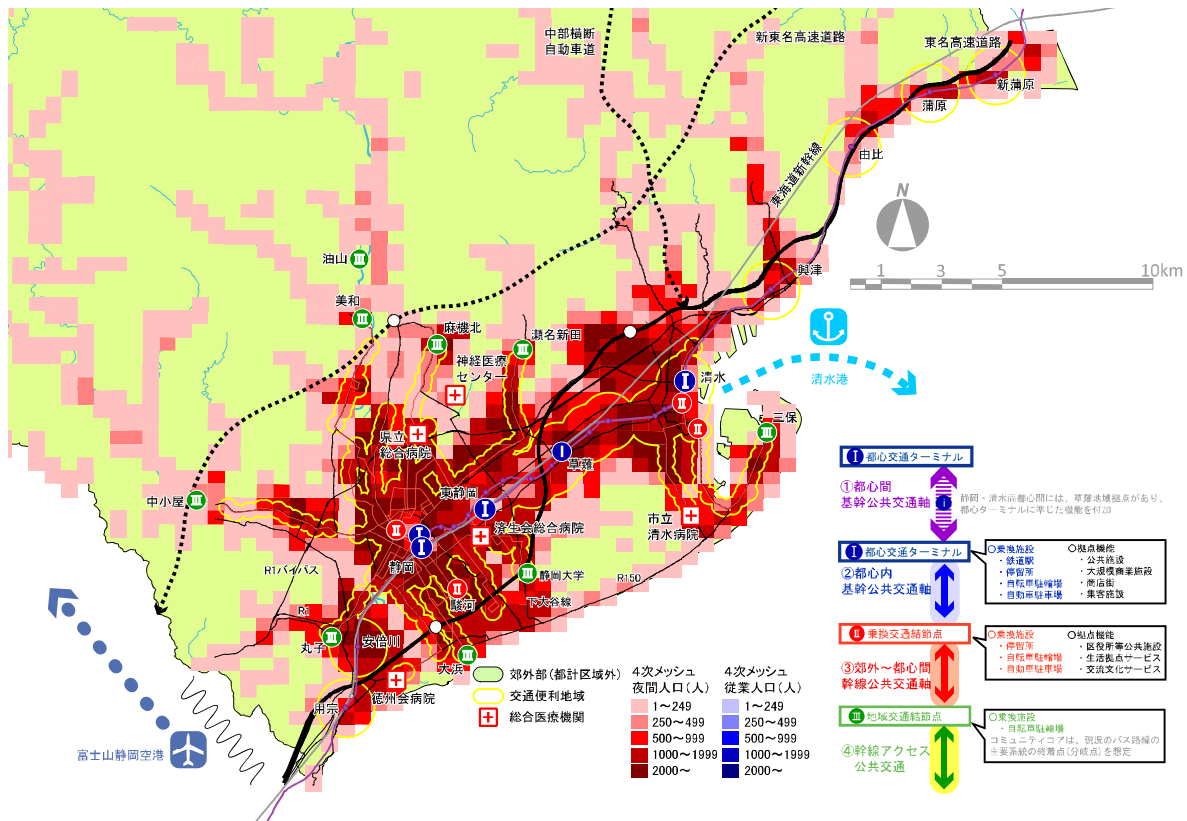 中部横断
自動車道
新東名高速道路
東名高速道路
新蒲原
蒲原
由比
東海道新幹線
N
興津
1 3 5 10km
油山
Ⅲ
美和
Ⅲ
麻機北
Ⅲ
瀬名新田
Ⅲ
神経医療
センター
清水
Ⅰ
Ⅱ
Ⅱ
清水港
三保
Ⅲ
県立
総合病院
草薙
Ⅰ
中小屋
Ⅲ
東静岡
Ⅰ
済生会総合病院
市立
清水病院
Ⅱ
Ⅰ
Ⅰ
静岡
R1バイパス
Ⅲ
静岡大学
R150
Ⅱ
駿河
下大谷線
R1
丸子
Ⅲ
安倍川
大浜
Ⅲ
徳州会病院
用宗
富士山静岡空港
郊外部(都計区域外)
交通便利地域
総合医療機関
4次メッシュ
夜間人口(人)
1~249
250~499
500~999
1000~1999
2000~
4次メッシュ
従業人口(人)
1~249
250~499
500~999
1000~1999
2000~
Ⅰ 都心交通ターミナル
①都心間
基幹公共交通軸
i
静岡・清水両都心間には、草薙地域拠点があり、
都心ターミナルに準じた機能を付加
Ⅰ 都心交通ターミナル
○乗換施設
・鉄道駅
・停留所
・自転車駐輪場
・自動車駐車場
○拠点機能
・公共施設
・大規模商業施設
・商店街
・集客施設
②都心内
基幹公共交通軸
Ⅱ 乗換交通結節点
○乗換施設
・停留所
・自転車駐輪場
・自動車駐車場
○拠点機能
・区役所等公共施設
・生活拠点サービス
・交流文化サービス
③郊外~都心間
幹線公共交通軸
Ⅲ 地域交通結節点
○乗換施設
・自転車駐輪場
コミュニティコアは、現況のバス路線の
主要系統の終着点(分岐点)を想定
④幹線アクセス
公共交通